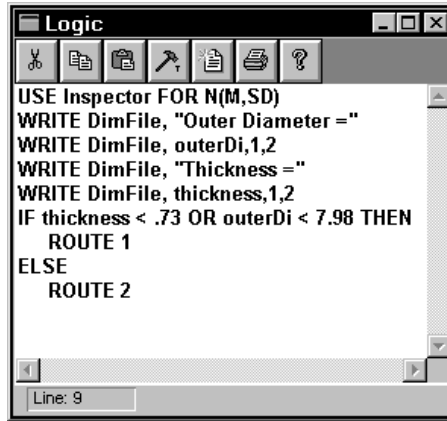 Logic
USE Inspector FOR N(M,SD)
WRITE DimFile, "Outer Diameter ="
WRITE DimFile, outerDi,1,2
WRITE DimFile, "Thickness ="
WRITE DimFile, thickness,1,2
IF thickness < .73 OR outerDi < 7.98 THEN
ROUTE 1
ELSE
ROUTE 2
Line: 9